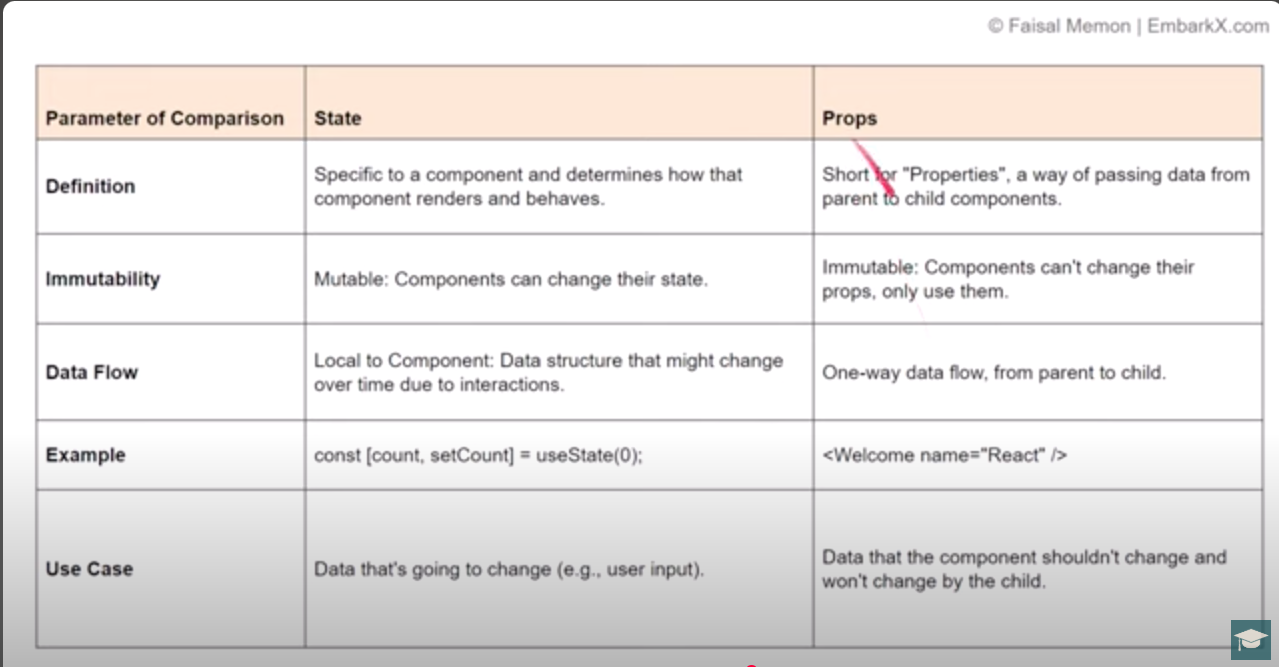 © Faisal Memon | EmbarkX.com
Parameter of Comparison
State
Props
Definition
Specific to a component and determines how that
component renders and behaves.
Short for "Properties", a way of passing data from
parent to child components.
Immutability
Mutable: Components can change their state.
Immutable: Components can't change their
props, only use them.
Data Flow
Local to Component: Data structure that might change
over time due to interactions.
One-way data flow, from parent to child.
Example
const [count, setCount] = useState(0);
<Welcome name="React" />
Use Case
Data that's going to change (e.g., user input).
Data that the component shouldn't change and
won't change by the child.